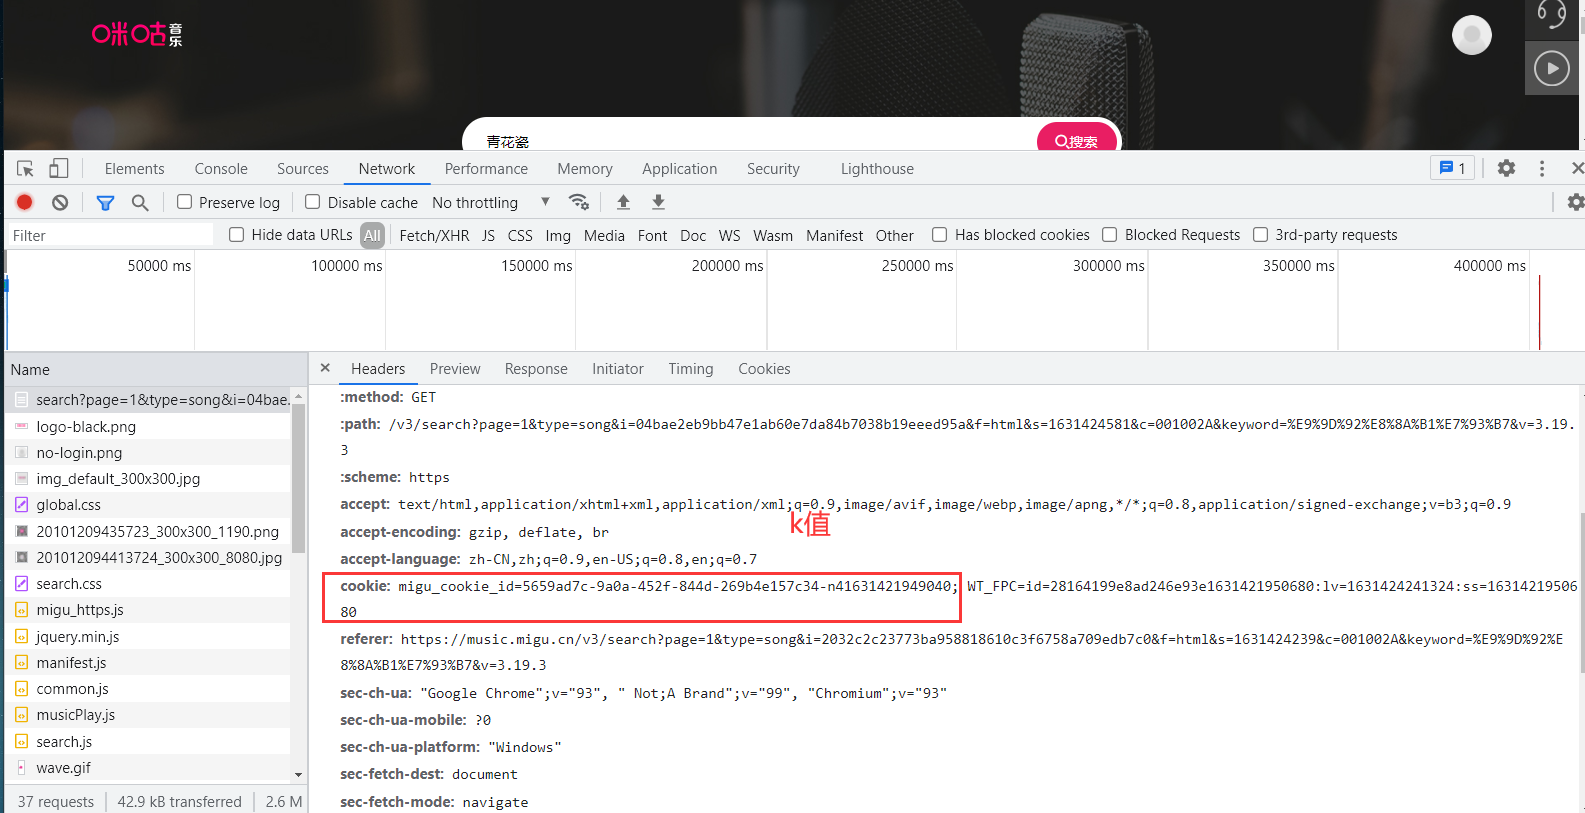 咪咕音乐
青花瓷
搜索
Elements Console Sources Network Performance Memory Application Security Lighthouse 1
Preserve log Disable cache No throttling
Filter Hide data URLs All Fetch/XHR JS CSS Img Media Font Doc WS Wasm Manifest Other Has blocked cookies Blocked Requests 3rd-party requests
50000 ms 100000 ms 150000 ms 200000 ms 250000 ms 300000 ms 350000 ms 400000 ms
Name
search?page=1&type=song&i=04bae.
logo-black.png
no-login.png
img_default_300x300.jpg
global.css
20101209435723_300x300_1190.png
201012094413724_300x300_8080.jpg
search.css
migu_https.js
jquery.min.js
manifest.js
common.js
musicPlay.js
search.js
wave.gif
37 requests 42.9 kB transferred 2.6 M
Headers Preview Response Initiator Timing Cookies
:method: GET
:path: /v3/search?page=1&type=song&i=04bae2eb9bb47e1ab60e7da84b7038b19eeed95a&f=html&s=1631424581&c=001002A&keyword=%E9%9D%92%E8%8A%B1%E7%93%B7&v=3.19.
3
:scheme: https
accept: text/html,application/xhtml+xml,application/xml;q=0.9,image/avif,image/webp,image/apng,*/*;q=0.8,application/signed-exchange;v=b3;q=0.9
k值
accept-encoding: gzip, deflate, br
accept-language: zh-CN,zh;q=0.9,en-US;q=0.8,en;q=0.7
cookie: migu_cookie_id=5659ad7c-9a0a-452f-844d-269b4e157c34-n41631421949040; WT_FPC=id=28164199e8ad246e93e1631421950680:lv=1631424241324:ss=16314219506
80
referer: https://music.migu.cn/v3/search?page=1&type=song&i=2032c2c23773ba958818610c3f6758a709edb7c0&f=html&s=1631424239&c=001002A&keyword=%E9%9D%92%E
8%8A%B1%E7%93%B7&v=3.19.3
sec-ch-ua: "Google Chrome";v="93", " Not;A Brand";v="99", "Chromium";v="93"
sec-ch-ua-mobile: ?0
sec-ch-ua-platform: "Windows"
sec-fetch-dest: document
sec-fetch-mode: navigate